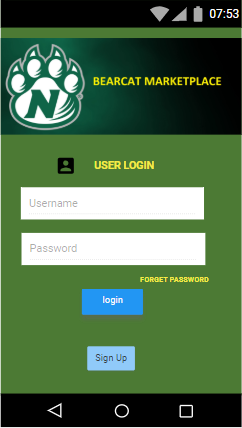 07:53
N
BEARCAT MARKETPLACE
USER LOGIN
Username
Password
FORGET PASSWORD
login
Sign Up